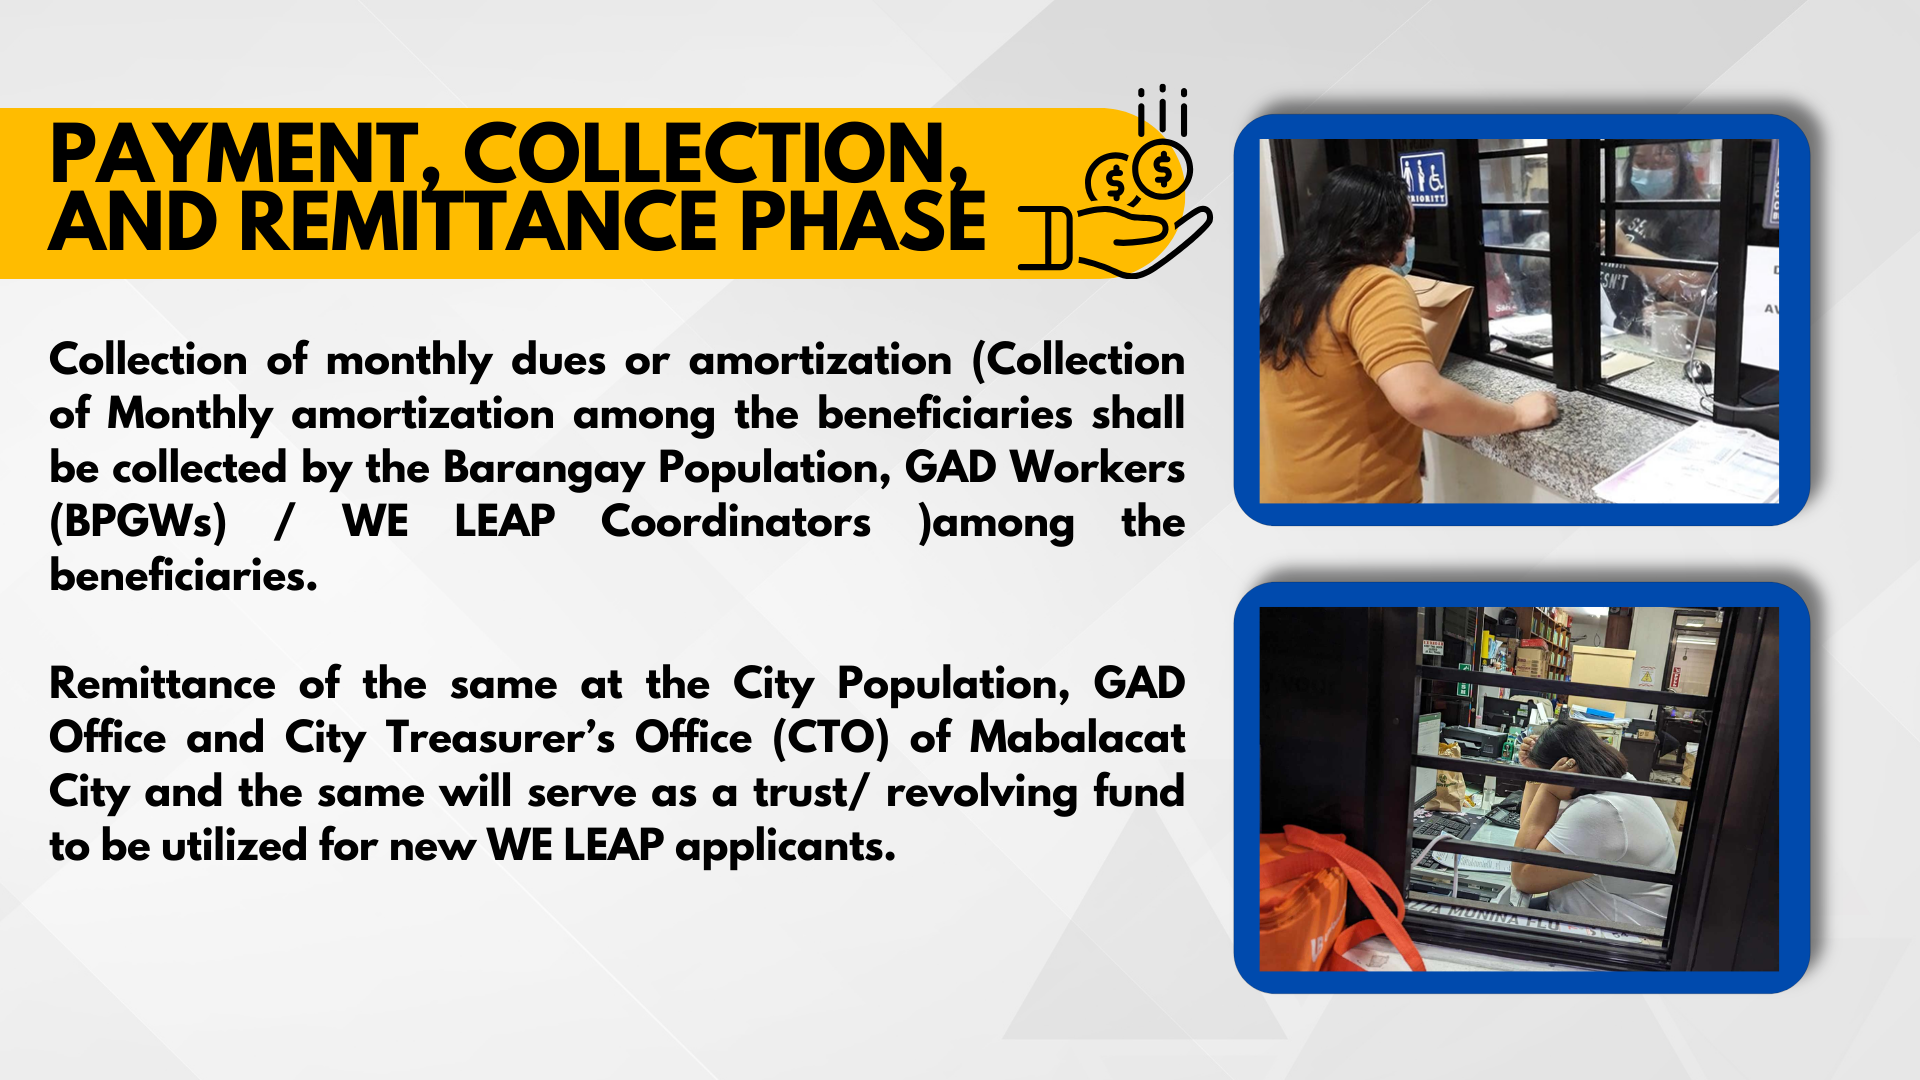 PAYMENT, COLLECTION,
AND REMITTANCE PHASE
Collection of monthly dues or amortization (Collection
of Monthly amortization among the beneficiaries shall
be collected by the Barangay Population, GAD Workers
(BPGWs) / WE LEAP Coordinators )among the
beneficiaries.
Remittance of the same at the City Population, GAD
Office and City Treasurer’s Office (CTO) of Mabalacat
City and the same will serve as a trust/ revolving fund
to be utilized for new WE LEAP applicants.